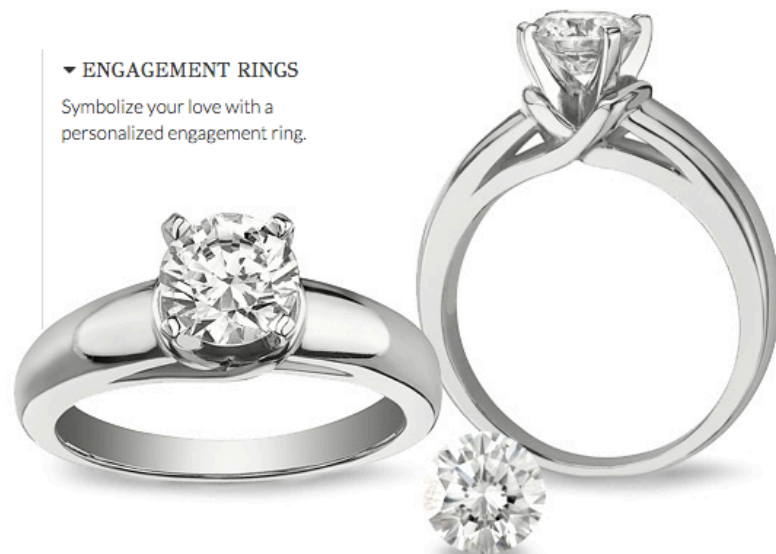 ENGAGEMENT RINGS
Symbolize your love with a
personalized engagement ring.